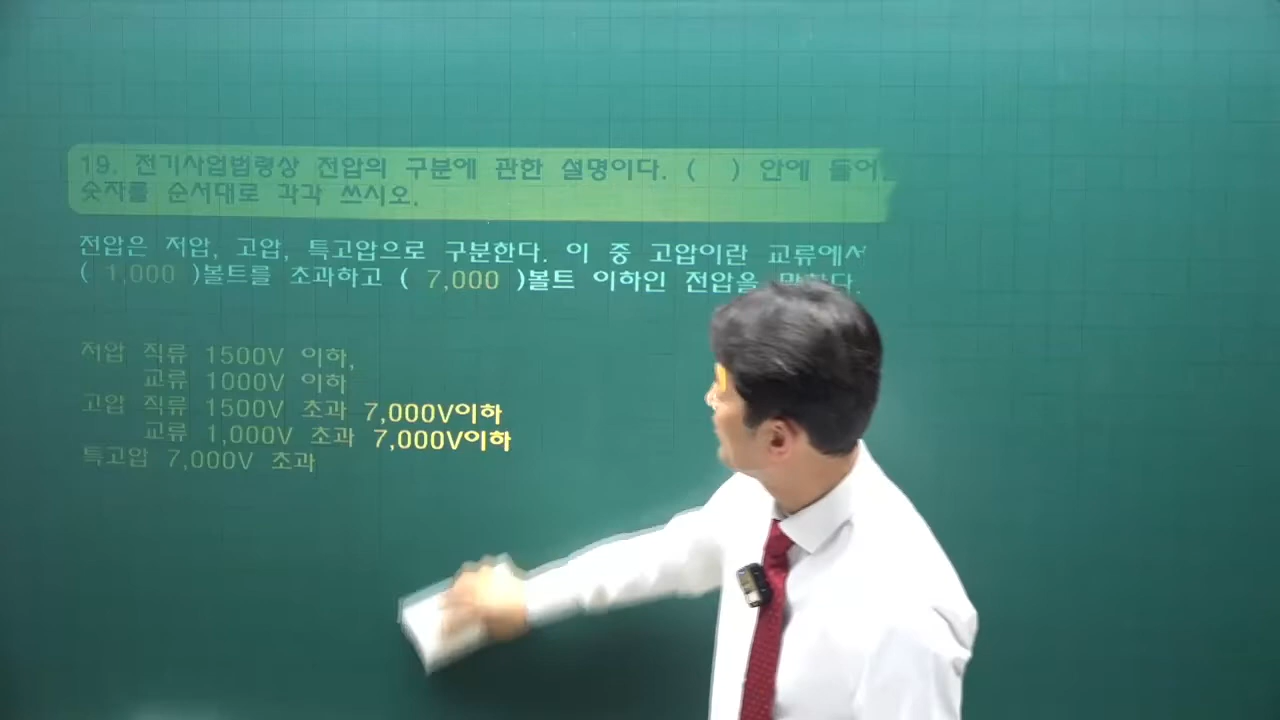 19. 전기사업법령상 전압의 구분에 관한 설명이다. ( ) 안에 들어
숫자를 순서대로 각각 쓰시오.
전압은 저압, 고압, 특고압으로 구분한다. 이 중 고압이란 교류에서
( 1,000 )볼트를 초과하고 ( 7,000 )볼트 이하인 전압을 말한다.
저압 직류 1500V 이하,
교류 1000V 이하
고압 직류 1500V 초과 7,000V이하
교류 1,000V 초과 7,000V이하
특고압 7,000V 초과